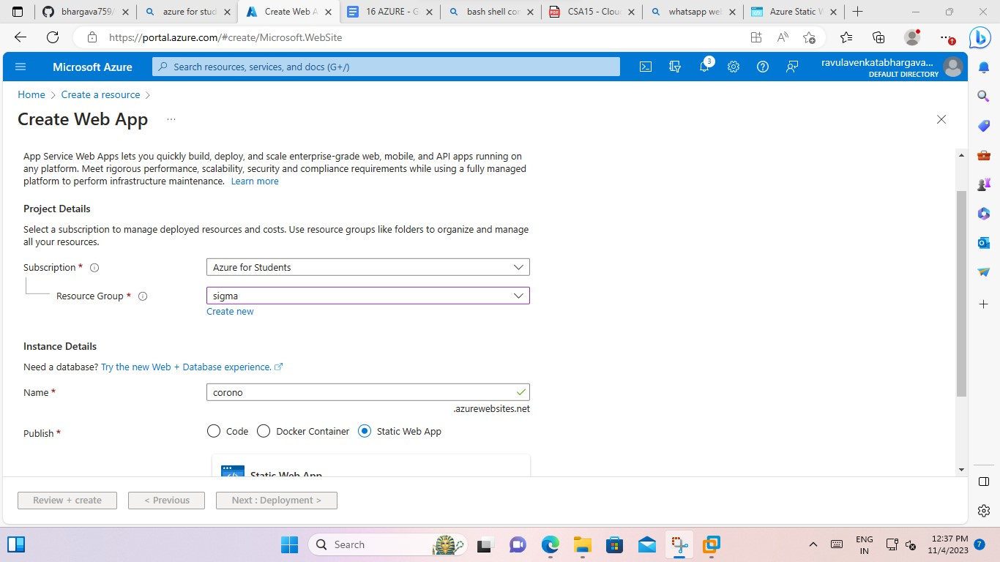 bhargava759/
azure for stud
Create Web A
16 AZURE - G
bash shell cor
CSA15 - Clou
whatsapp web
Azure Static W
https://portal.azure.com/#create/Microsoft.WebSite
Microsoft Azure
Search resources, services, and docs (G+/)
3
ravulavenkatabhargava...
DEFAULT DIRECTORY
Home > Create a resource >
Create Web App ...
App Service Web Apps lets you quickly build, deploy, and scale enterprise-grade web, mobile, and API apps running on
any platform. Meet rigorous performance, scalability, security and compliance requirements while using a fully managed
platform to perform infrastructure maintenance. Learn more
Project Details
Select a subscription to manage deployed resources and costs. Use resource groups like folders to organize and manage
all your resources.
Subscription *
Azure for Students
Resource Group *
sigma
Create new
Instance Details
Need a database? Try the new Web + Database experience.
Name *
corono
.azurewebsites.net
Publish *
Code
Docker Container
Static Web App
Static Web App
Review + create
< Previous
Next : Deployment >
Search
ENG
IN
12:37 PM
11/4/2023
7